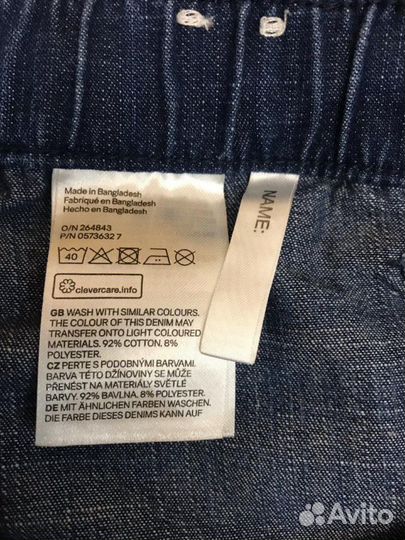 Made in Bangladesh
Fabriqué en Bangladesh
Hecho en Bangladesh
O/N 264843
P/N 0573632 7
40
clevercare.info
GB WASH WITH SIMILAR COLOURS.
THE COLOUR OF THIS DENIM MAY
TRANSFER ONTO LIGHT COLOURED
MATERIALS. 92% COTTON. 8%
POLYESTER.
CZ PERTE S PODOBNÝMI BARVAMI.
BARVA TÉTO DŽÍNOVINY SE MŮŽE
PŘENÉST NA MATERIÁLY SVĚTLÉ
BARVY. 92% BAVLNA. 8% POLYESTER.
DE MIT ÄHNLICHEN FARBEN WASCHEN.
DIE FARBE DIESES DENIMS KANN AUF
NAME:
Avito